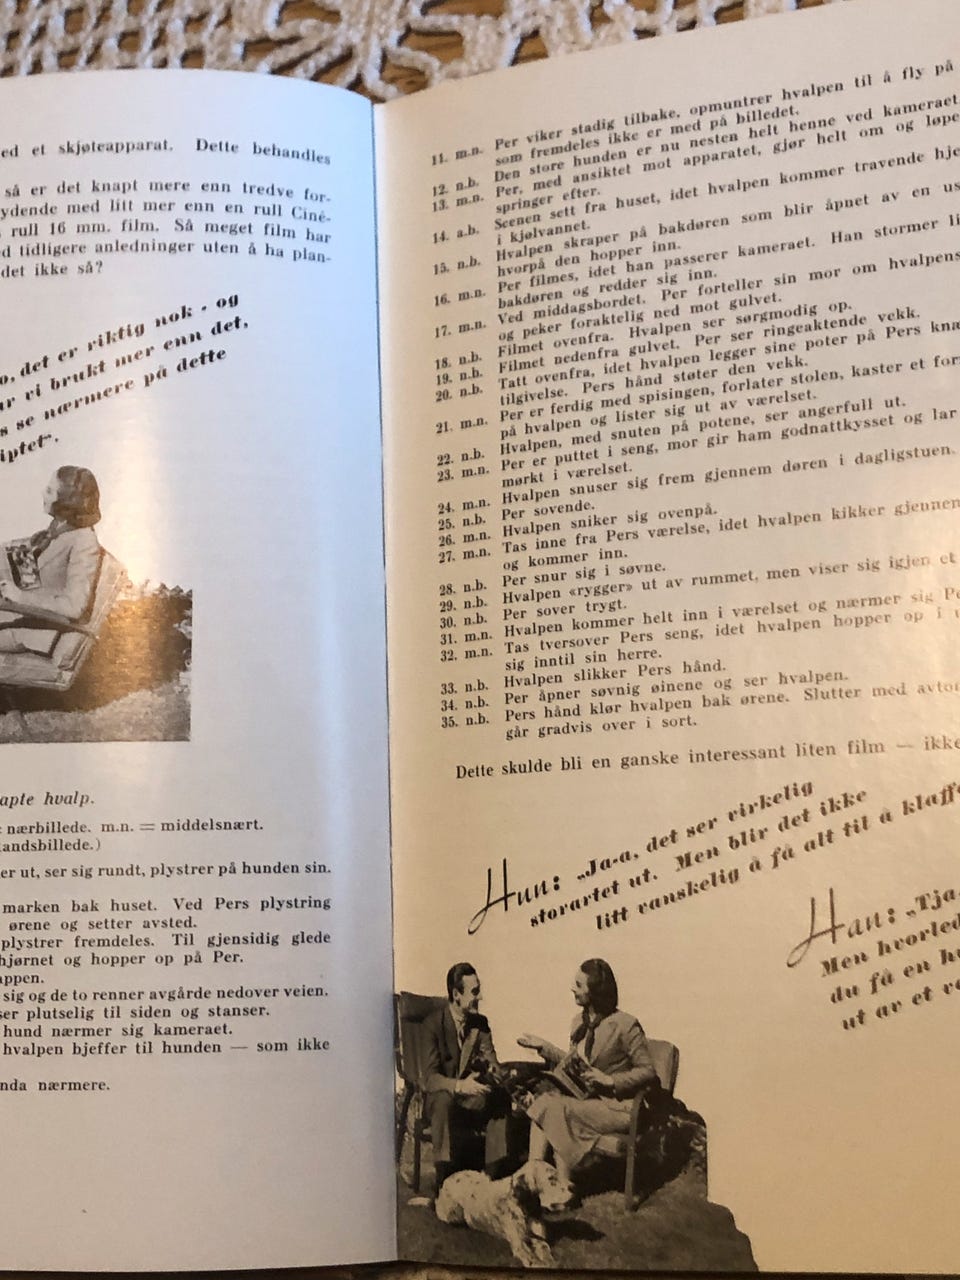 ed et skjøteapparat. Dette behandles
så er det knapt mere enn tredve for-
ydende med litt mer enn en rull Ciné-
rull 16 mm. film. Så meget film har
d tidligere anledninger uten å ha plan-
det ikke så?
o, det er riktig nok - og
ar vi brukt mer enn det,
s se nærmere på dette
iptet".
apte hvalp.
= nærbillede. m.n. = middelsnært.
andsbillede.)
er ut, ser sig rundt, plystrer på hunden sin.
marken bak huset. Ved Pers plystring
ørene og setter avsted.
plystrer fremdeles. Til gjensidig glede
hjørnet og hopper op på Per.
appen.
sig og de to renner avgårde nedover veien.
ser plutselig til siden og stanser.
hund nærmer sig kameraet.
hvalpen bjeffer til hunden — som ikke
nda nærmere.
11. m.n. Per viker stadig tilbake, opmuntrer hvalpen til å fly på
som fremdeles ikke er med på billedet.
12. n.b. Den store hunden er nu nesten helt henne ved kameraet.
13. m.n. Per, med ansiktet mot apparatet, gjør helt om og løpe
springer efter.
14. a.b. Scenen sett fra huset, idet hvalpen kommer travende hje
i kjølvannet.
15. n.b. Hvalpen skraper på bakdøren som blir åpnet av en us
hvorpå den hopper inn.
16. m.n. Per filmes, idet han passerer kameraet. Han stormer li
bakdøren og redder sig inn.
17. m.n. Ved middagsbordet. Per forteller sin mor om hvalpens
og peker foraktelig ned mot gulvet.
18. n.b. Filmet ovenfra. Hvalpen ser sørgmodig op.
19. n.b. Filmet nedenfra gulvet. Per ser ringeaktende vekk.
20. n.b. Tatt ovenfra, idet hvalpen legger sine poter på Pers knæ
tilgivelse. Pers hånd støter den vekk.
21. m.n. Per er ferdig med spisingen, forlater stolen, kaster et for
på hvalpen og lister sig ut av værelset.
22. n.b. Hvalpen, med snuten på potene, ser angerfull ut.
23. m.n. Per er puttet i seng, mor gir ham godnattkysset og lar
mørkt i værelset.
24. m.n. Hvalpen snuser sig frem gjennem døren i dagligstuen.
25. n.b. Per sovende.
26. m.n. Hvalpen sniker sig ovenpå.
27. m.n. Tas inne fra Pers værelse, idet hvalpen kikker gjennem
og kommer inn.
28. n.b. Per snur sig i søvne.
29. n.b. Hvalpen «rygger» ut av rummet, men viser sig igjen et
30. n.b. Per sover trygt.
31. m.n. Hvalpen kommer helt inn i værelset og nærmer sig Pe
32. m.n. Tas tversover Pers seng, idet hvalpen hopper op i
sig inntil sin herre.
33. n.b. Hvalpen slikker Pers hånd.
34. n.b. Per åpner søvnig øinene og ser hvalpen.
35. n.b. Pers hånd klør hvalpen bak ørene. Slutter med avton
går gradvis over i sort.
Dette skulde bli en ganske interessant liten film — ikke
Hun: „Ja-a, det ser virkelig
storartet ut. Men blir det ikke
litt vanskelig å få alt til å klaffe
Han: „Tja,
Men hvorled
du få en hu
ut av et va